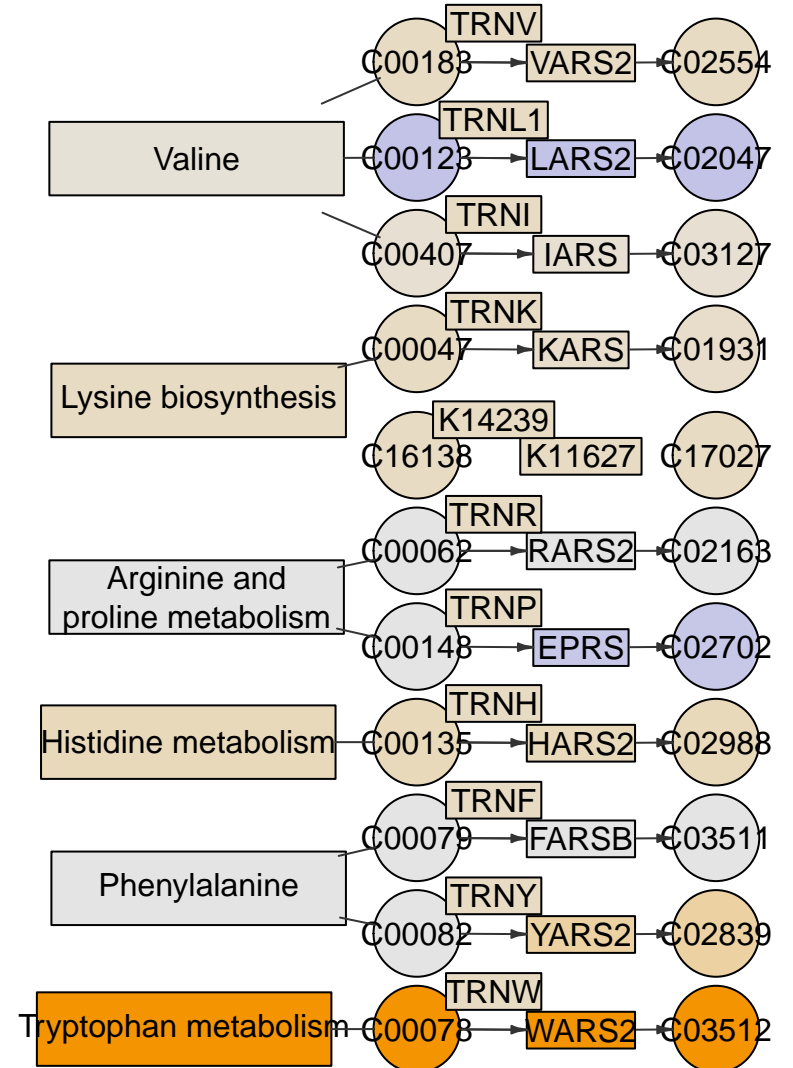 TRNV
C00183 VARS2 C02554
TRNL1
Valine C00123 LARS2 C02047
TRNI
C00407 IARS C03127
TRNK
C00047 KARS C01931
Lysine biosynthesis
K14239
C16138 K11627 C17027
TRNR
C00062 RARS2 C02163
Arginine and
proline metabolism
TRNP
C00148 EPRS C02702
TRNH
Histidine metabolism C00135 HARS2 C02988
TRNF
C00079 FARSB C03511
Phenylalanine
TRNY
C00082 YARS2 C02839
TRNW
Tryptophan metabolism C00078 WARS2 C03512